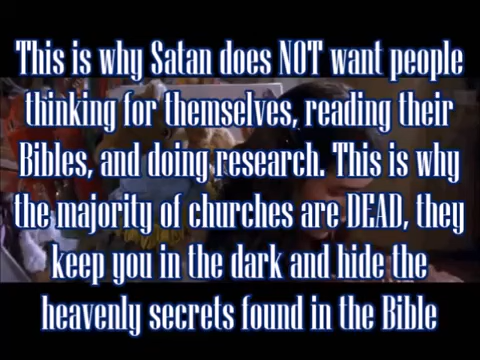 This is why Satan does NOT want people
thinking for themselves, reading their
Bibles, and doing research. This is why
the majority of churches are DEAD, they
keep you in the dark and hide the
heavenly secrets found in the Bible